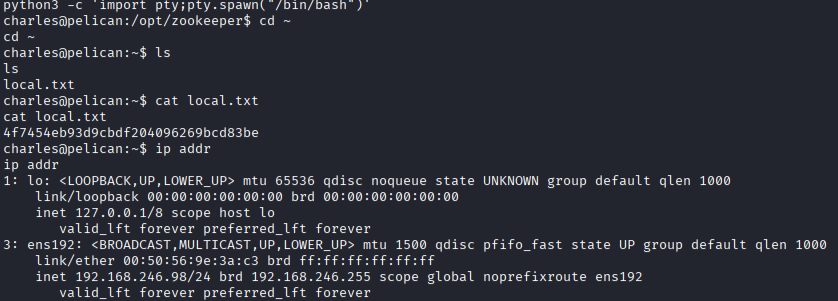 python3 -c 'import pty;pty.spawn("/bin/bash")'
charles@pelican:/opt/zookeeper$ cd ~
cd ~
charles@pelican:~$ ls
ls
local.txt
charles@pelican:~$ cat local.txt
cat local.txt
4f7454eb93d9cbdf204096269bcd83be
charles@pelican:~$ ip addr
ip addr
1: lo: <LOOPBACK,UP,LOWER_UP> mtu 65536 qdisc noqueue state UNKNOWN group default qlen 1000
    link/loopback 00:00:00:00:00:00 brd 00:00:00:00:00:00
    inet 127.0.0.1/8 scope host lo
       valid_lft forever preferred_lft forever
3: ens192: <BROADCAST,MULTICAST,UP,LOWER_UP> mtu 1500 qdisc pfifo_fast state UP group default qlen 1000
    link/ether 00:50:56:9e:3a:c3 brd ff:ff:ff:ff:ff:ff
    inet 192.168.246.98/24 brd 192.168.246.255 scope global noprefixroute ens192
       valid_lft forever preferred_lft forever